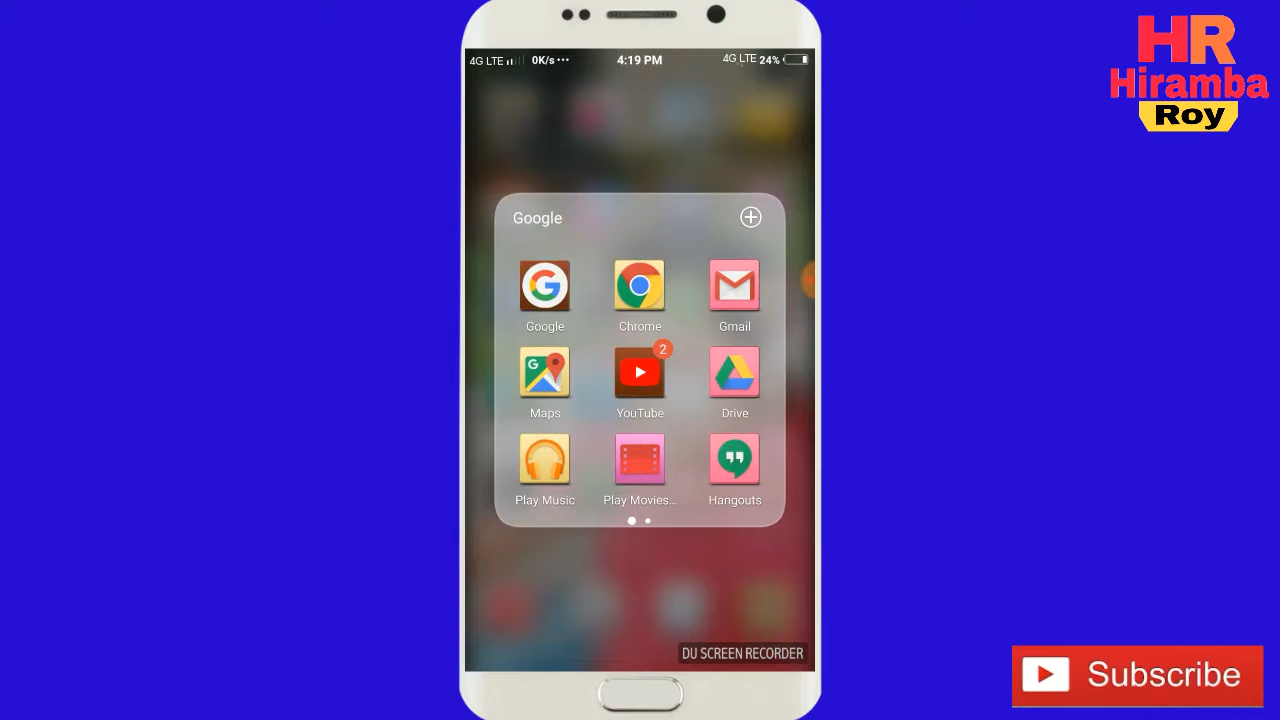 HR
Hiramba
Roy
4G LTE 0K/s ... 4:19 PM 4G LTE 24%
Google
Google Chrome Gmail
2
Maps YouTube Drive
Play Music Play Movies... Hangouts
DU SCREEN RECORDER
Subscribe